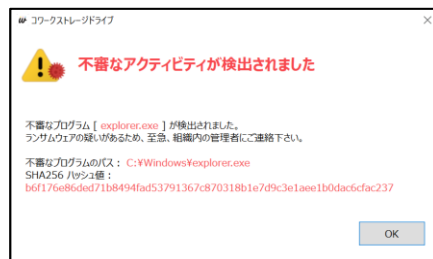 コワークストレージドライブ
不審なアクティビティが検出されました
不審なプログラム [ explorer.exe ] が検出されました。
ランサムウェアの疑いがあるため、至急、組織内の管理者にご連絡下さい。
不審なプログラムのパス： C:¥Windows¥explorer.exe
SHA256 ハッシュ値：
b6f176e86ded71b8494fad53791367c870318b1e7d9c3e1aee1b0dac6cfac237
OK